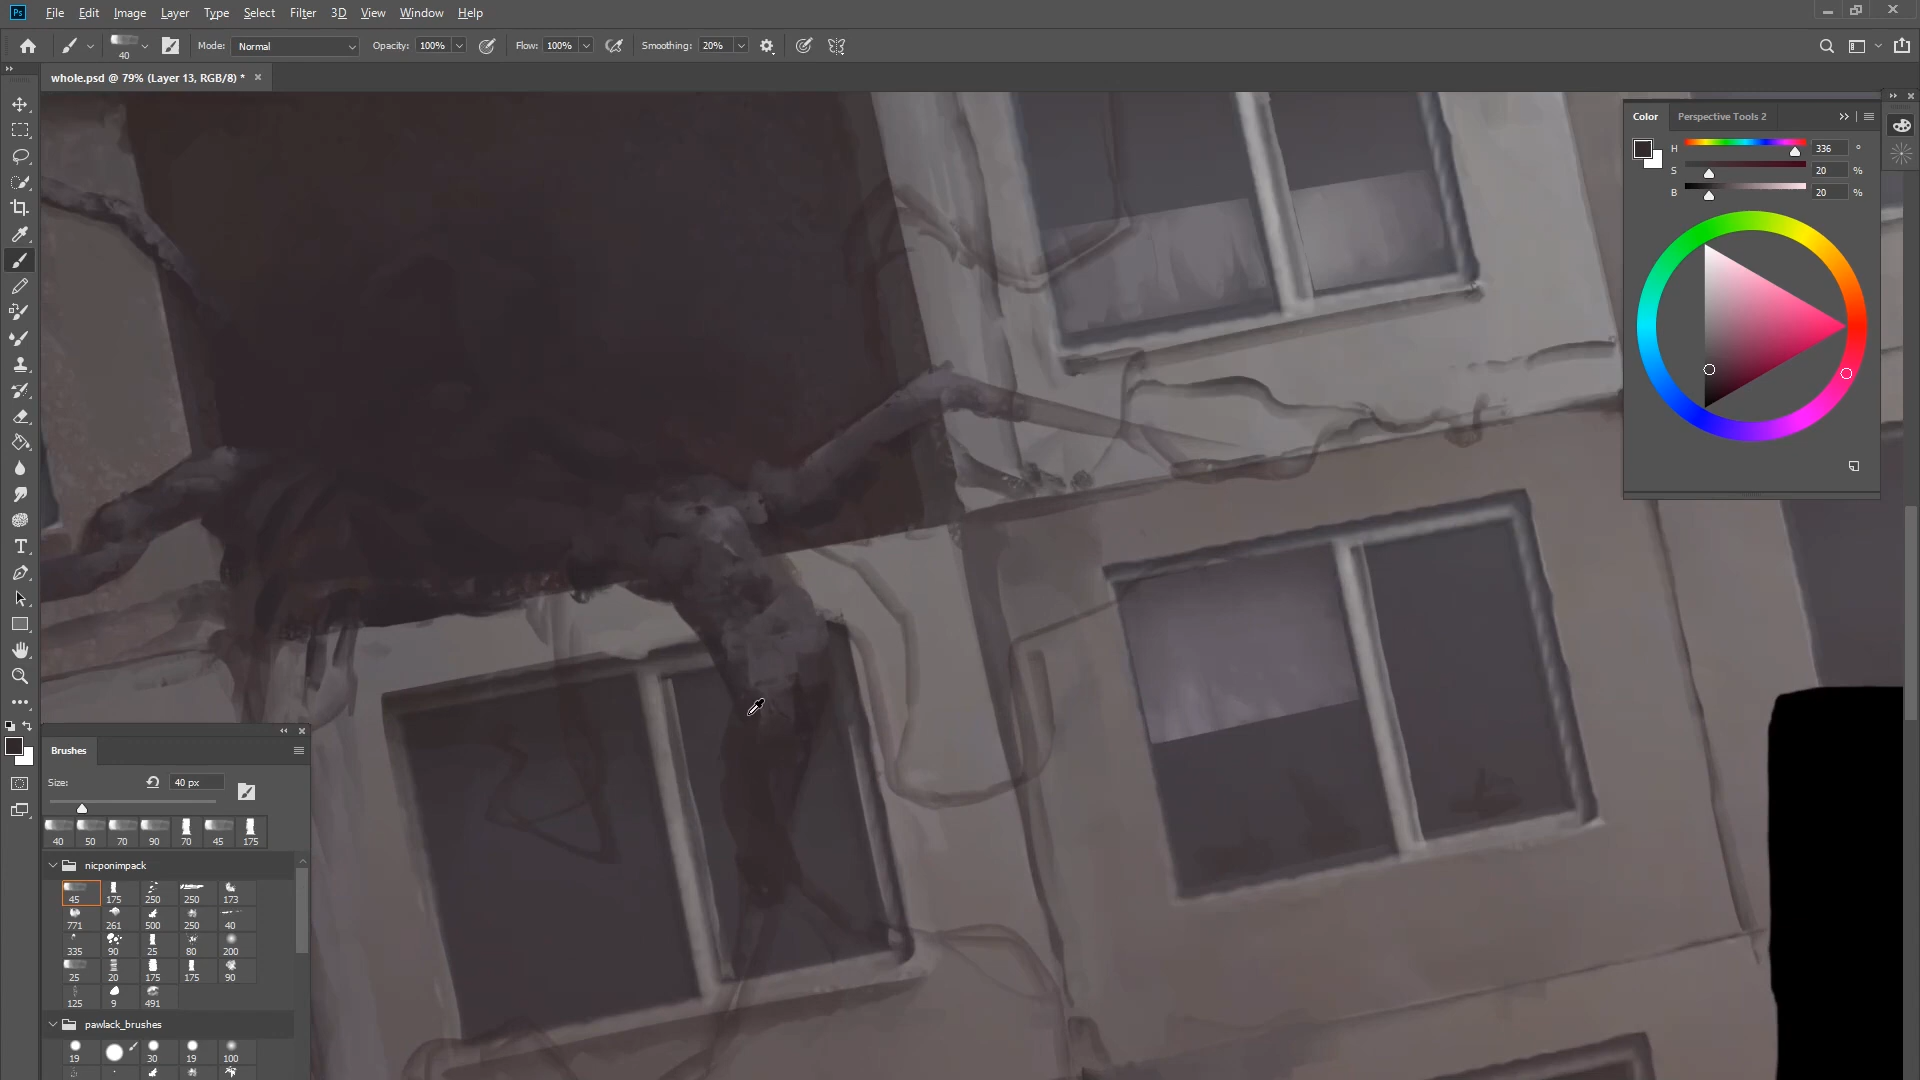 Ps File Edit Image Layer Type Select Filter 3D View Window Help
40 Mode: Normal Opacity: 100% Flow: 100% Smoothing: 20%
whole.psd @ 79% (Layer 13, RGB/8) * ×
Color Perspective Tools 2
H 336 °
S 20 %
B 20 %
Brushes
Size: 40 px
40 50 70 90 70 45 175
nicponimpack
45 175 250 250 173
771 261 500 250 40
335 90 25 80 200
25 20 175 175 90
125 9 491
pawlack_brushes
19 30 19 100